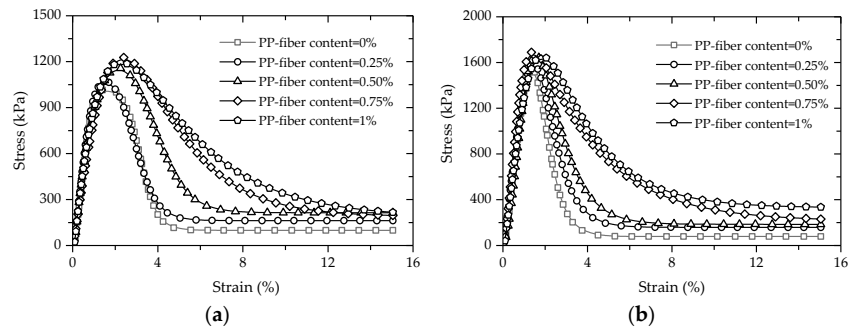 1500
1200
900
600
300
0
0 4 8 12 16
Stress (kPa)
Strain (%)
PP-fiber content=0%
PP-fiber content=0.25%
PP-fiber content=0.50%
PP-fiber content=0.75%
PP-fiber content=1%
(a)
2000
1600
1200
800
400
0
0 4 8 12 16
Stress (kPa)
Strain (%)
PP-fiber content=0%
PP-fiber content=0.25%
PP-fiber content=0.50%
PP-fiber content=0.75%
PP-fiber content=1%
(b)